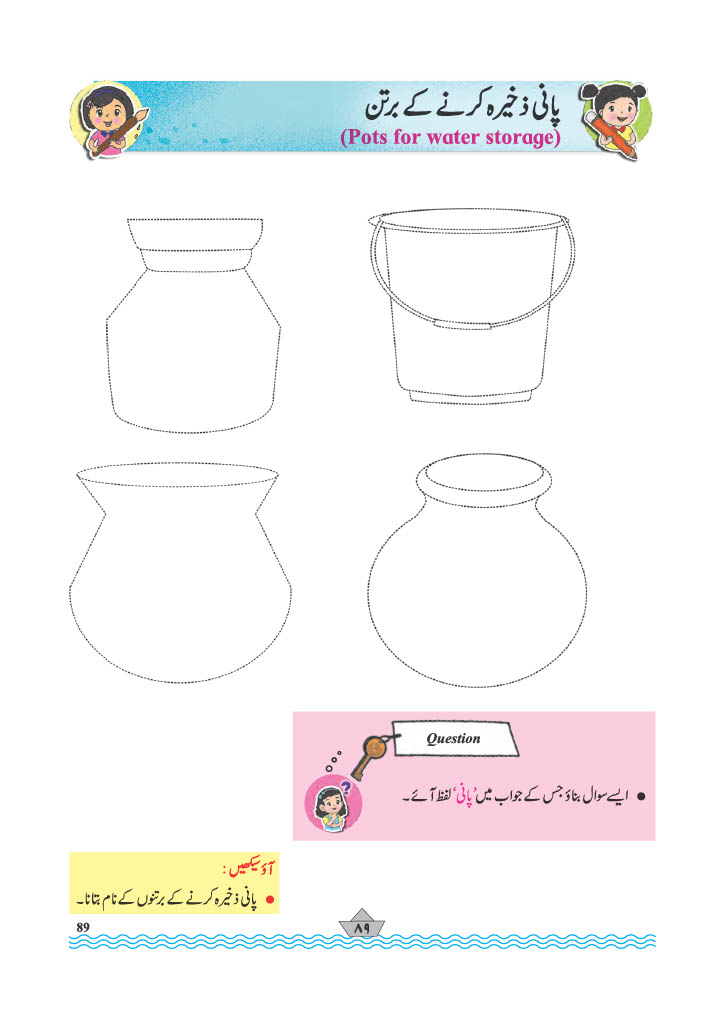 پانی ذخیرہ کرنے کے برتن
(Pots for water storage)
Question
● ایسے سوال بناؤ جس کے جواب میں ’پانی‘ لفظ آئے۔
آؤ سیکھیں :
● پانی ذخیرہ کرنے کے برتنوں کے نام بتانا۔
89
۸۹